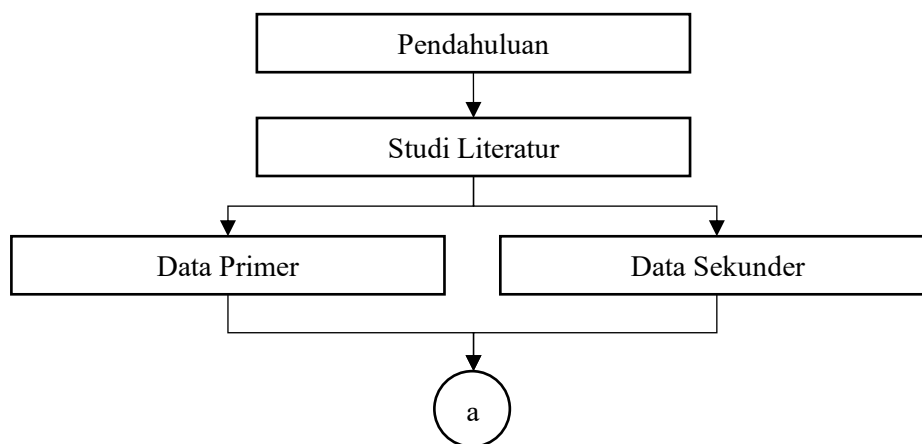 Pendahuluan
Studi Literatur
Data Primer
Data Sekunder
a